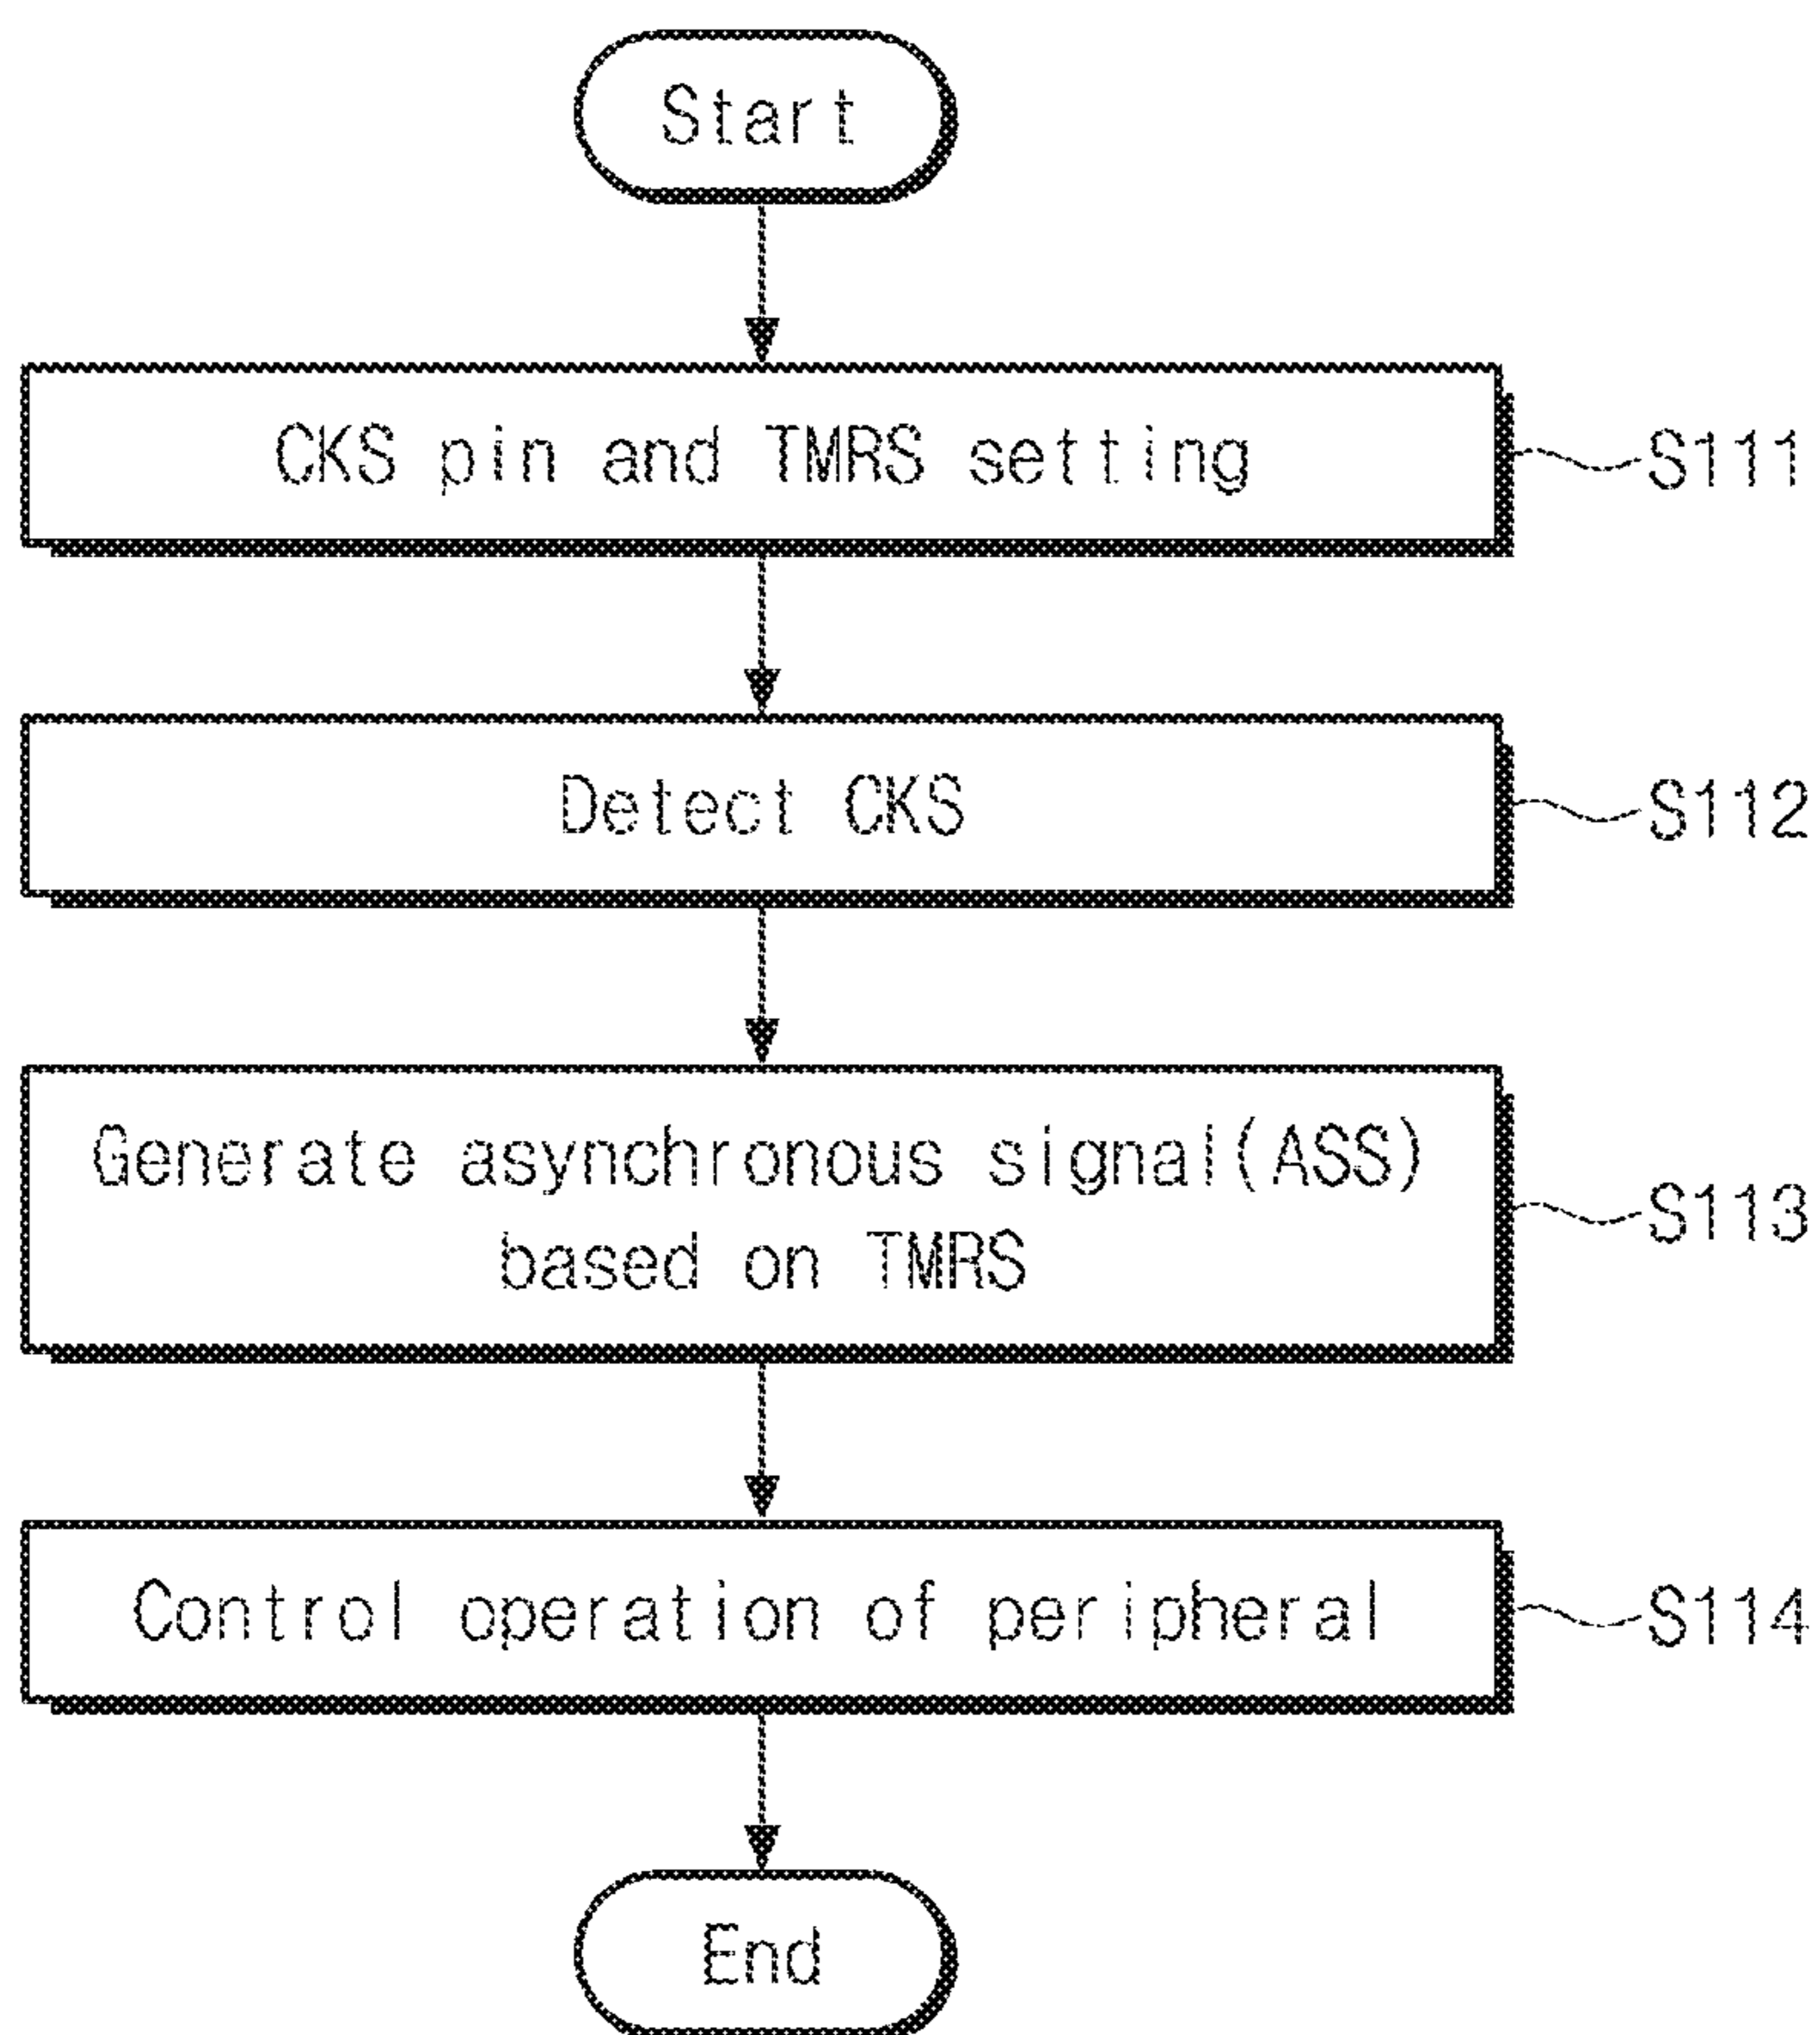 Start
CKS pin and TMRS setting
S111
Detect CKS
S112
Generate asynchronous signal(ASS)
based on TMRS
S113
Control operation of peripheral
S114
End